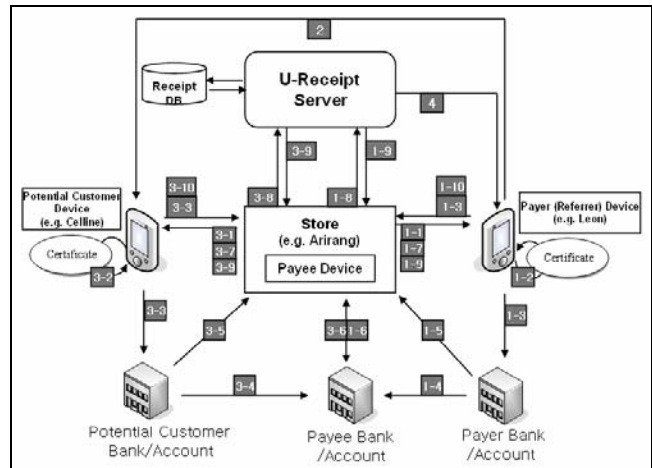 2
Receipt
DB
U-Receipt
Server
4
3-9
1-9
3-10
3-3
3-8
1-8
1-10
1-3
Potential Customer
Device
(e.g. Celline)
Payer (Referrer) Device
(e.g. Leon)
Store
(e.g. Arirang)
Payee Device
3-1
3-7
3-9
1-1
1-7
1-9
Certificate
3-2
Certificate
1-2
3-3
3-5
3-6 1-6
1-5
1-3
3-4
1-4
Potential Customer
Bank/Account
Payee Bank
/Account
Payer Bank
/Account